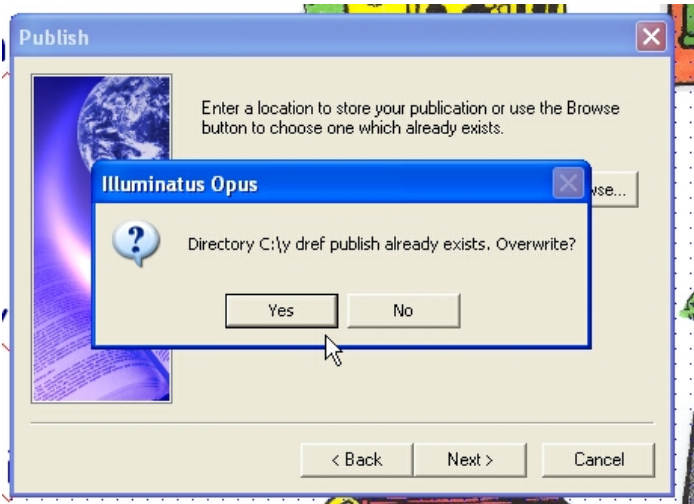 Publish
Enter a location to store your publication or use the Browse
button to choose one which already exists.
Illuminatus Opus
Directory C:\y dref publish already exists. Overwrite?
Yes
No
< Back
Next >
Cancel